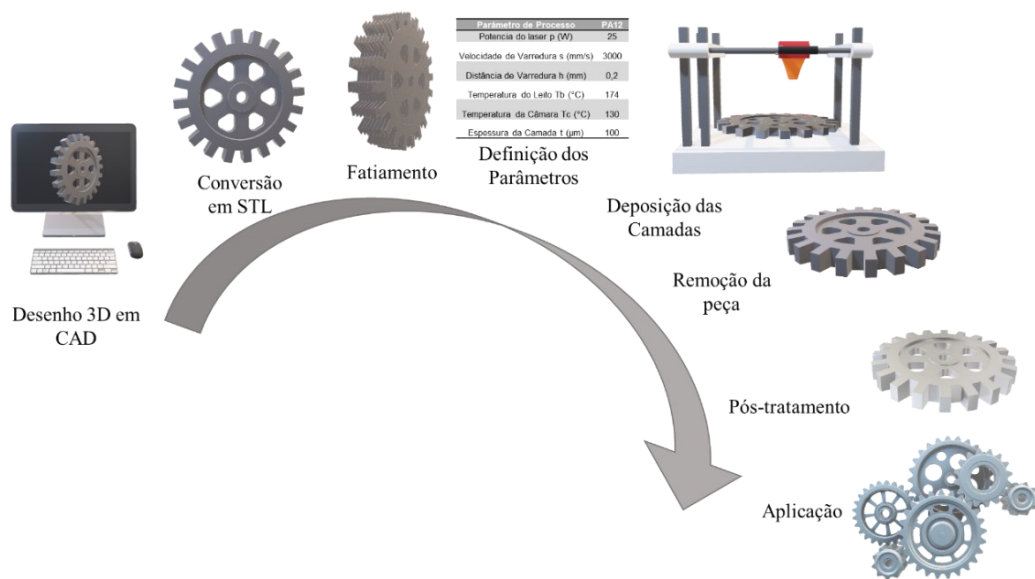 Parâmetro de Processo PA12
Potencia do laser p (W) 25
Velocidade de Varredura s (mm/s) 3000
Distância de Varredura h (mm) 0,2
Temperatura do Leito Tb (°C) 174
Temperatura da Câmara Tc (°C) 130
Espessura da Camada t (μm) 100
Desenho 3D em
CAD
Conversão
em STL
Fatiamento
Definição dos
Parâmetros
Deposição das
Camadas
Remoção da
peça
Pós-tratamento
Aplicação